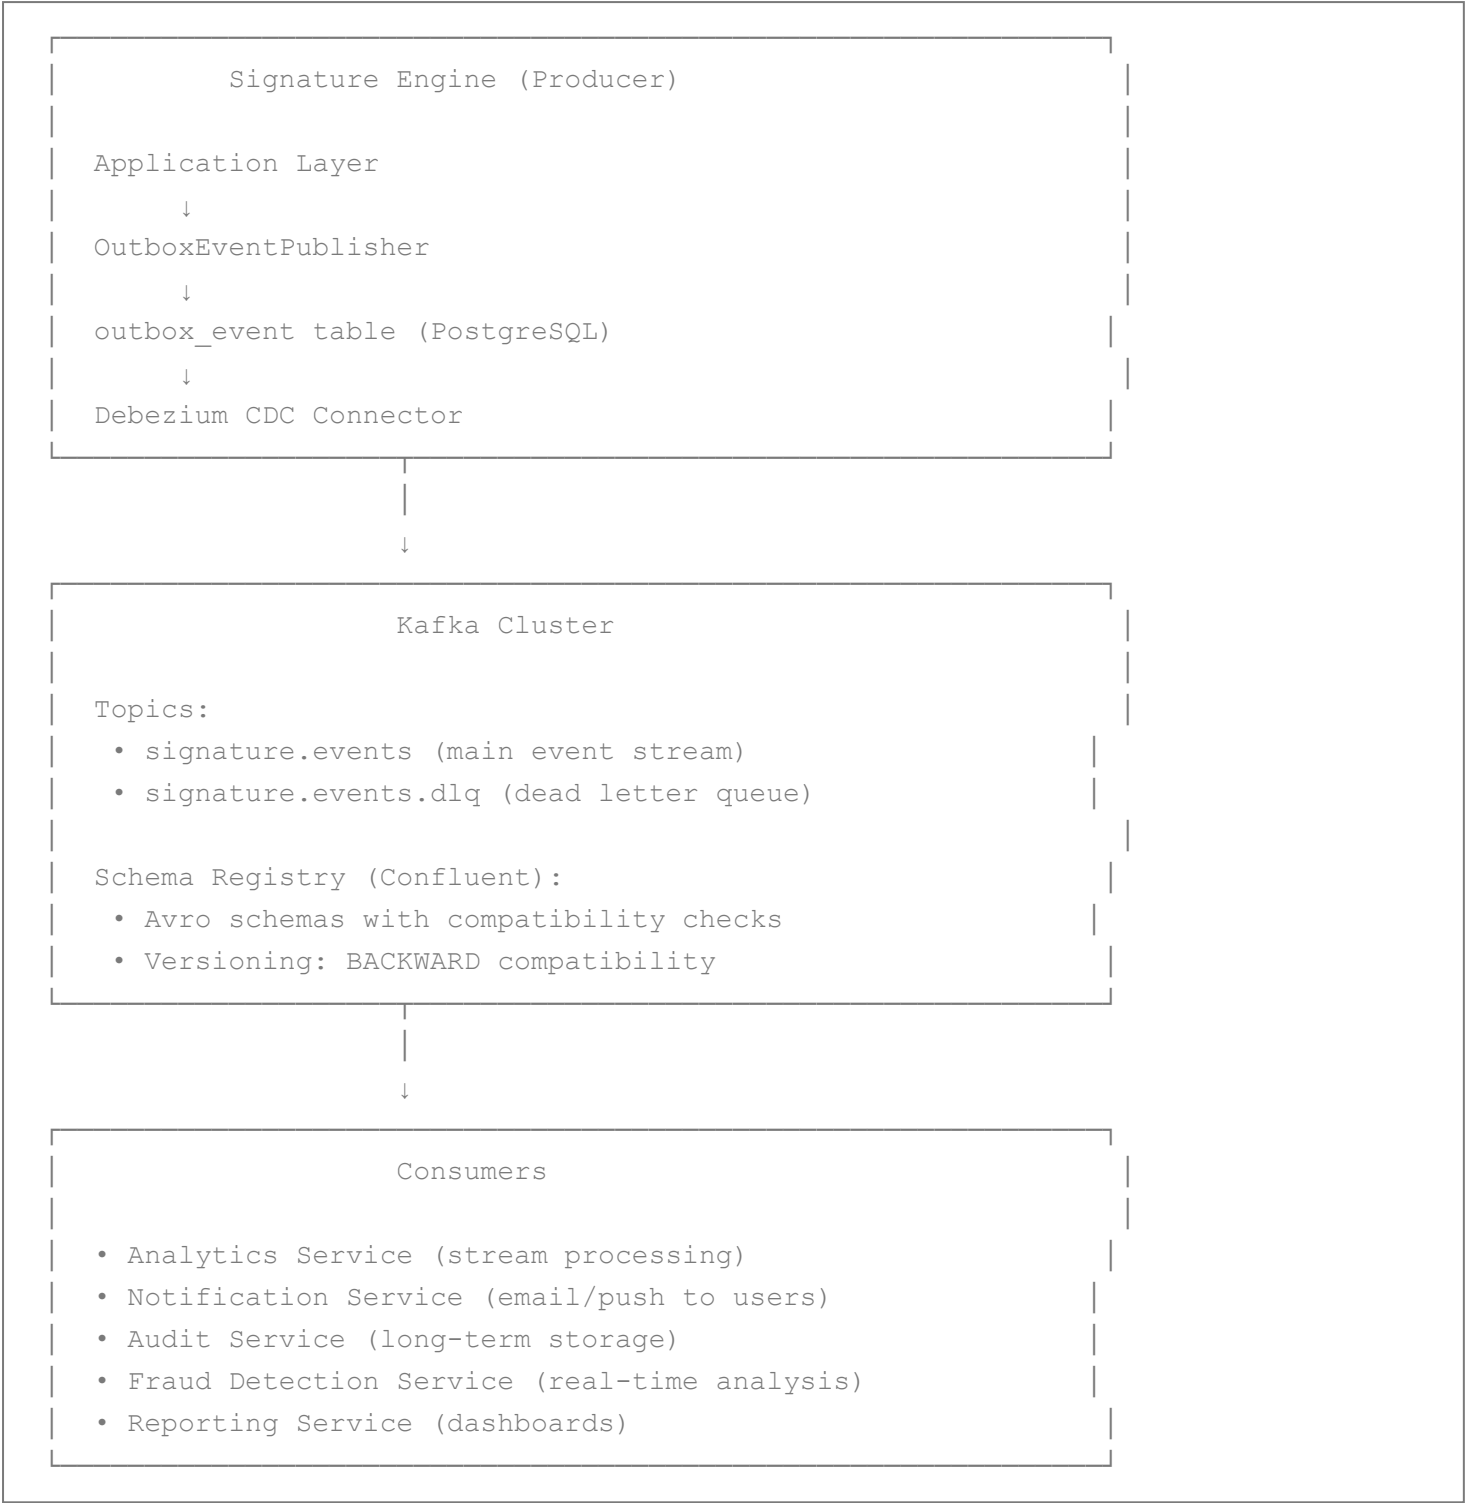 Signature Engine (Producer)
Application Layer
↓
OutboxEventPublisher
↓
outbox_event table (PostgreSQL)
↓
Debezium CDC Connector
↓
Kafka Cluster
Topics:
• signature.events (main event stream)
• signature.events.dlq (dead letter queue)
Schema Registry (Confluent):
• Avro schemas with compatibility checks
• Versioning: BACKWARD compatibility
↓
Consumers
• Analytics Service (stream processing)
• Notification Service (email/push to users)
• Audit Service (long-term storage)
• Fraud Detection Service (real-time analysis)
• Reporting Service (dashboards)